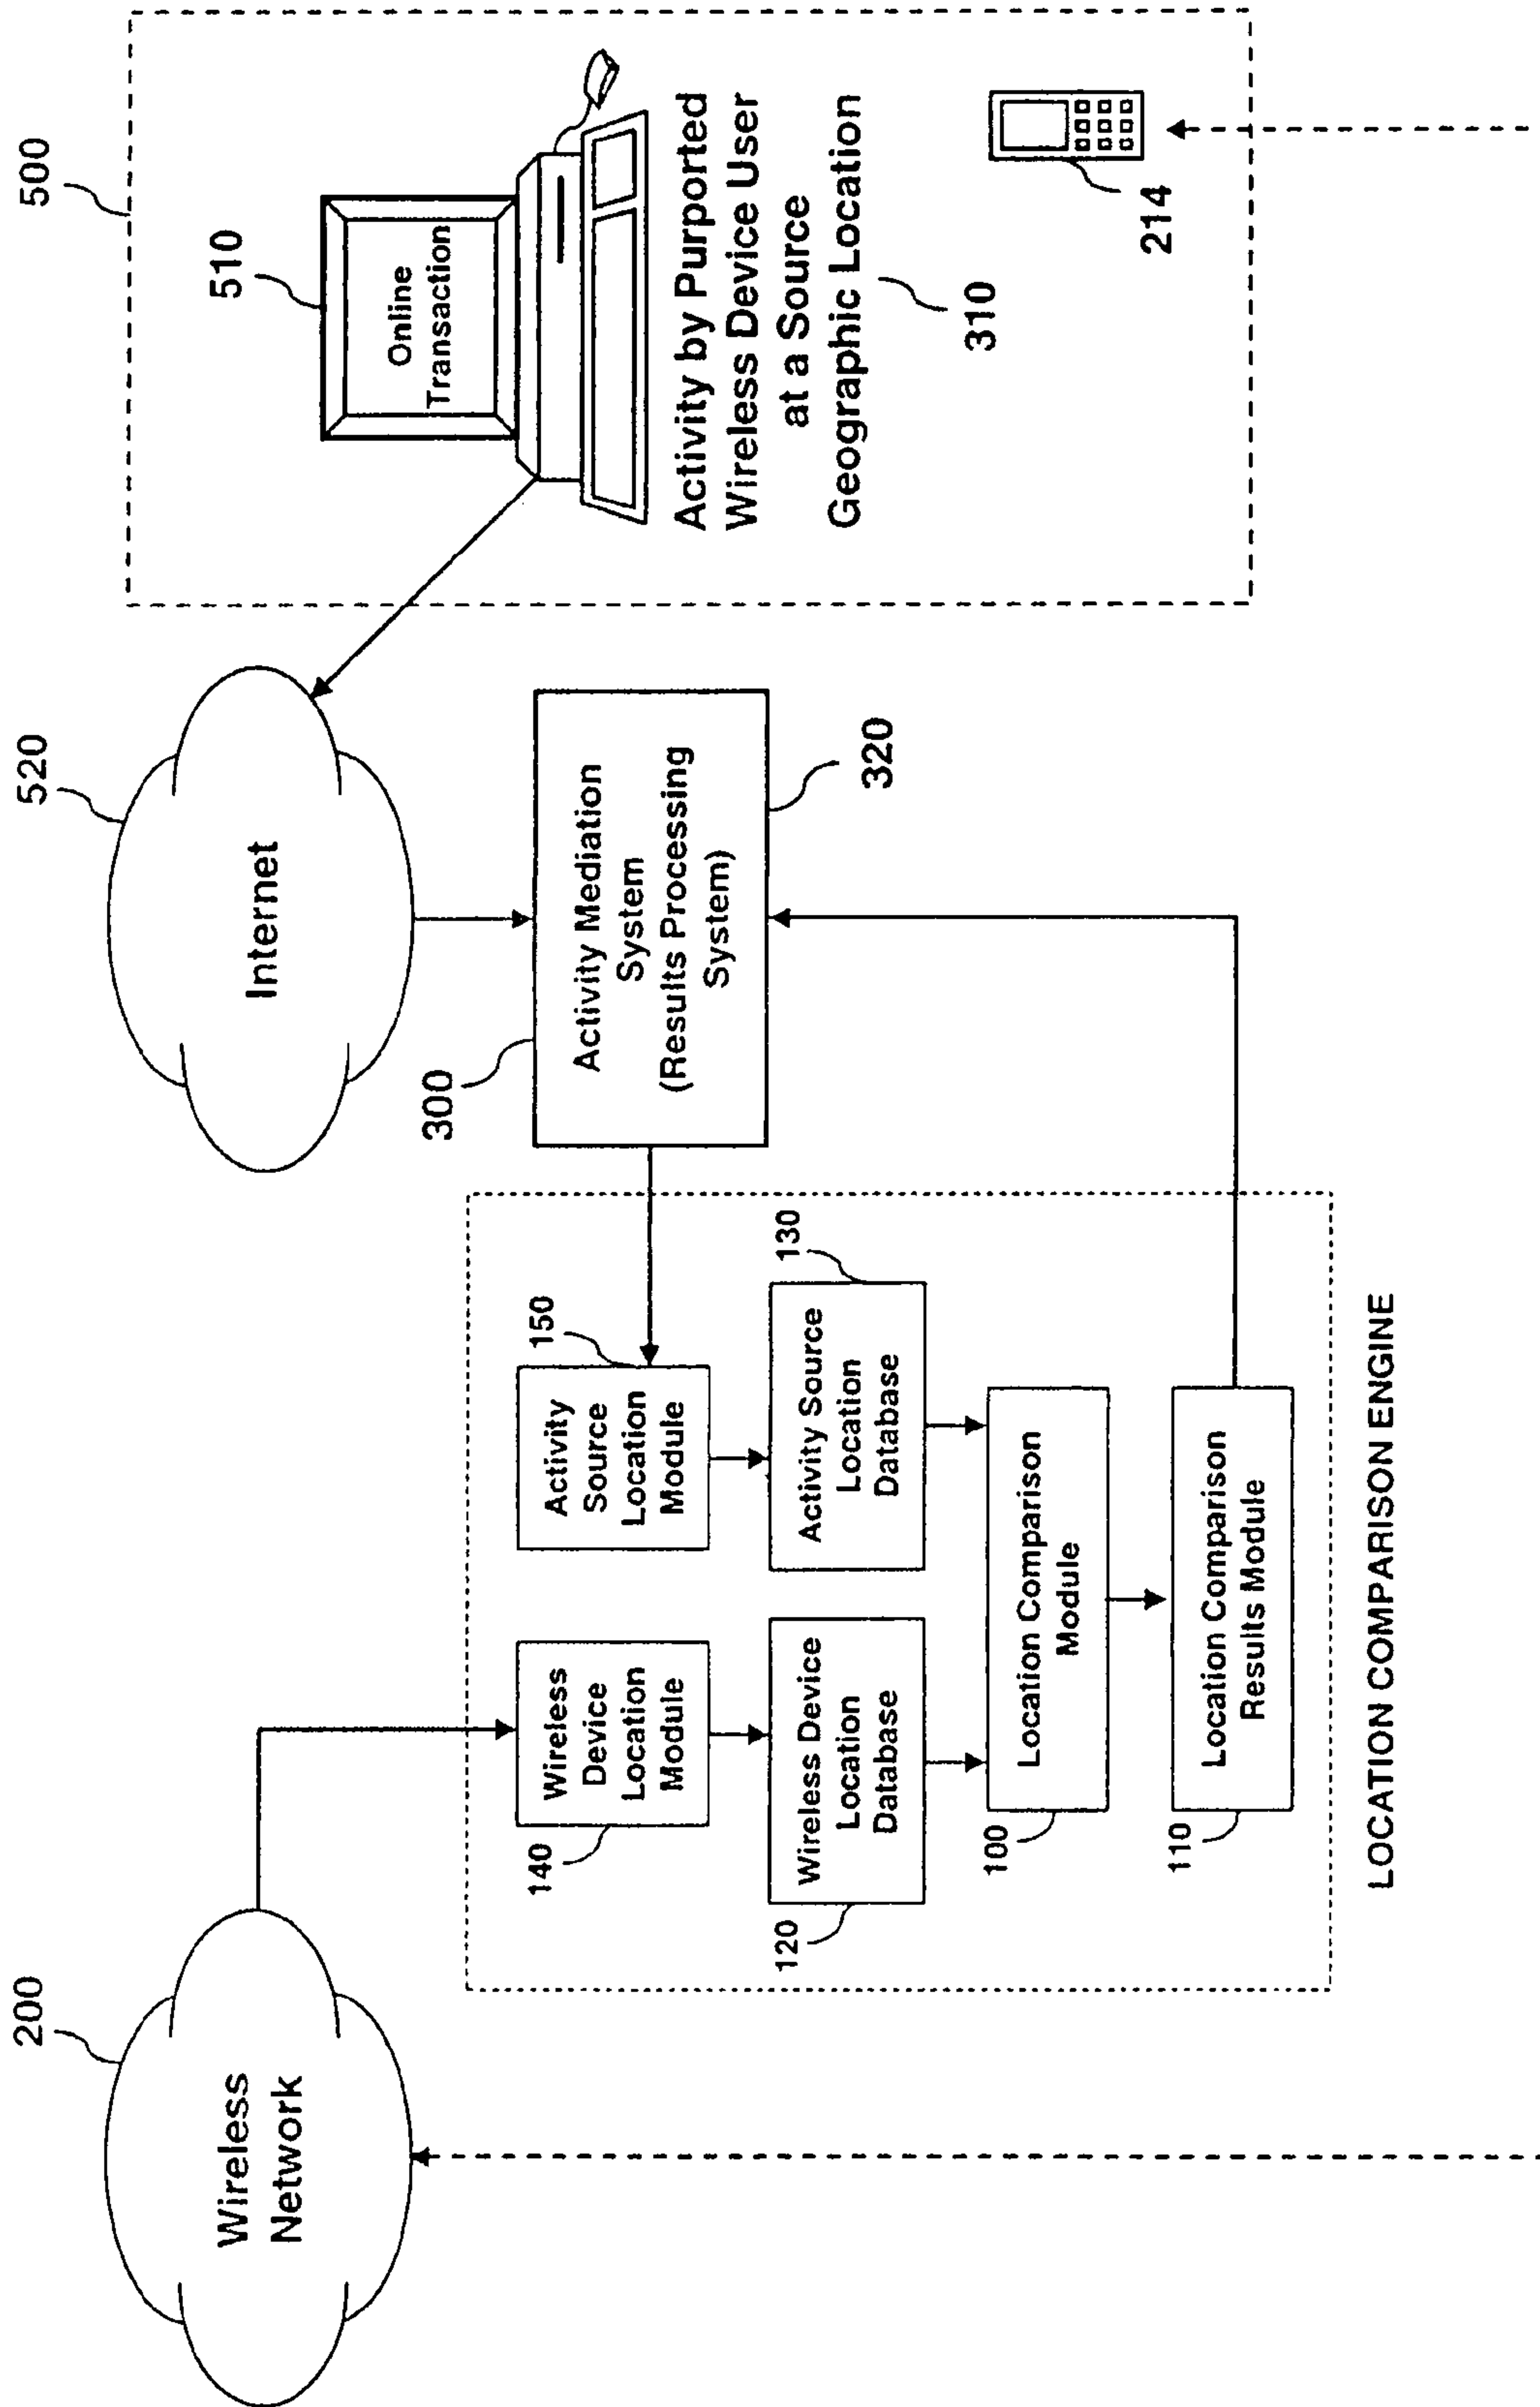 200
Wireless
Network
520
Internet
500
510
Online
Transaction
Activity by Purported
Wireless Device User
at a Source
Geographic Location
310
214
300
Activity Mediation
System
(Results Processing
System)
320
140
Wireless
Device
Location
Module
150
Activity
Source
Location
Module
120
Wireless Device
Location
Database
130
Activity Source
Location
Database
100
Location Comparison
Module
110
Location Comparison
Results Module
LOCATION COMPARISON ENGINE